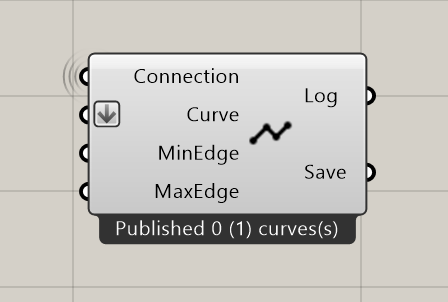 Connection
Curve
MinEdge
MaxEdge
Log
Save
Published 0 (1) curves(s)